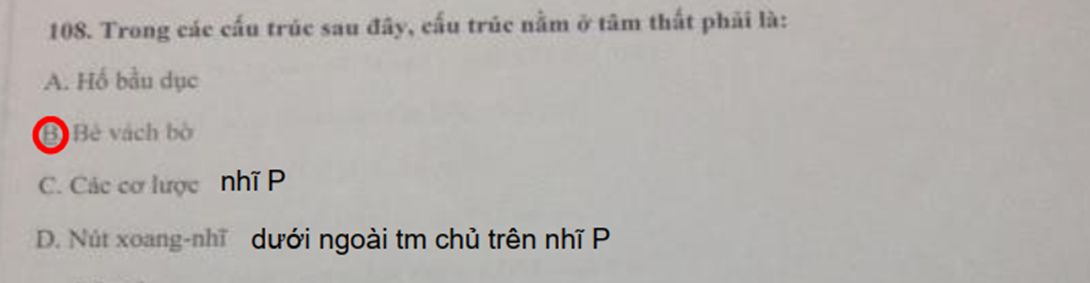 108. Trong các cấu trúc sau đây, cấu trúc nằm ở tâm thất phải là:
A. Hố bầu dục
B. Bè vách bờ
C. Các cơ lược nhĩ P
D. Nút xoang-nhĩ dưới ngoài tm chủ trên nhĩ P